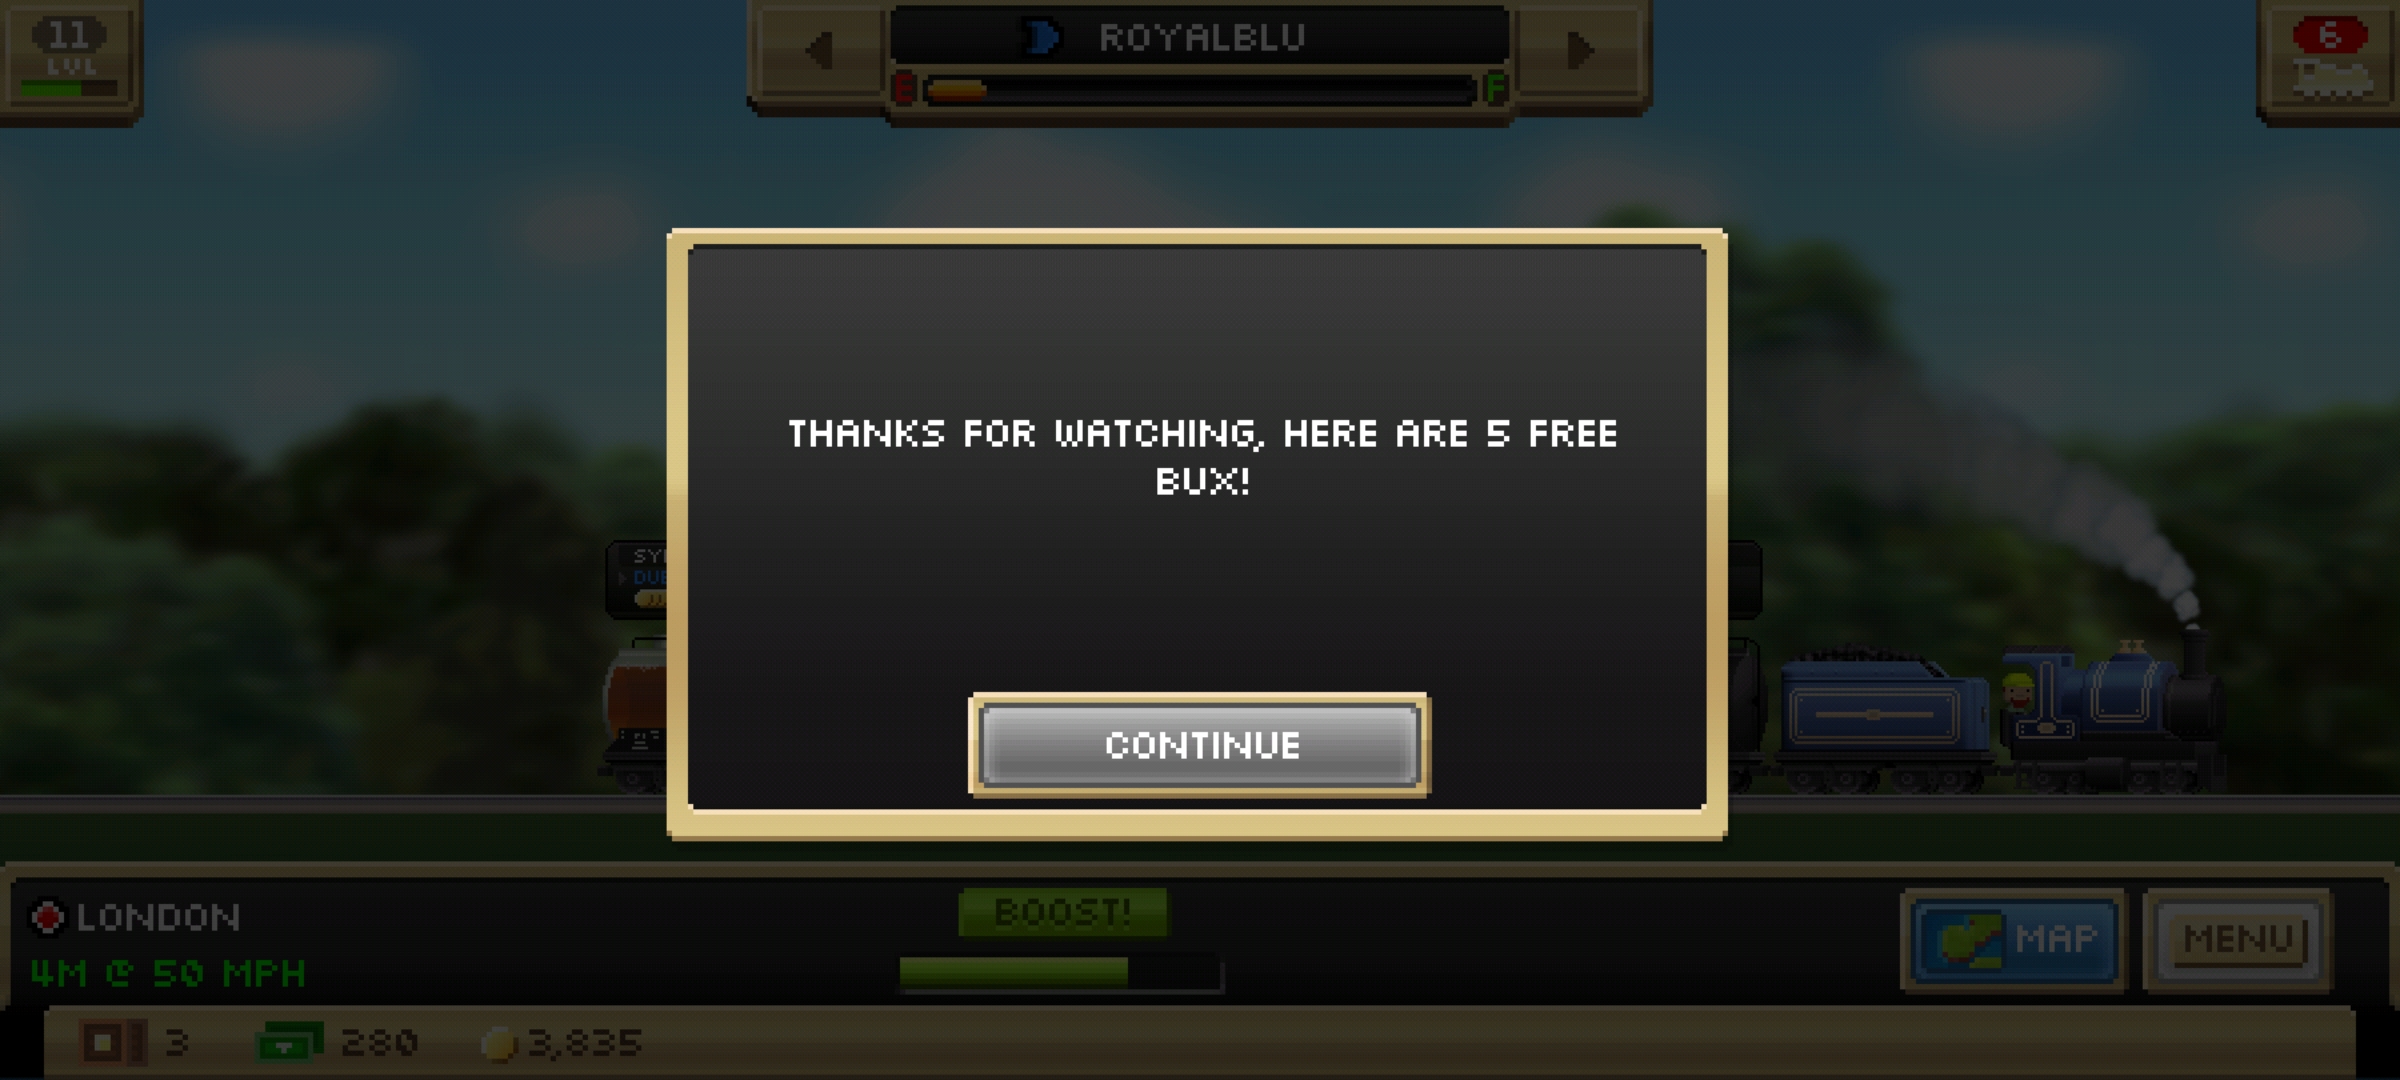 11
LVL
ROYALBLU
E F
6
THANKS FOR WATCHING, HERE ARE 5 FREE
BUX!
CONTINUE
LONDON
4M @ 50 MPH
BOOST!
MAP
MENU
3 280 3,835